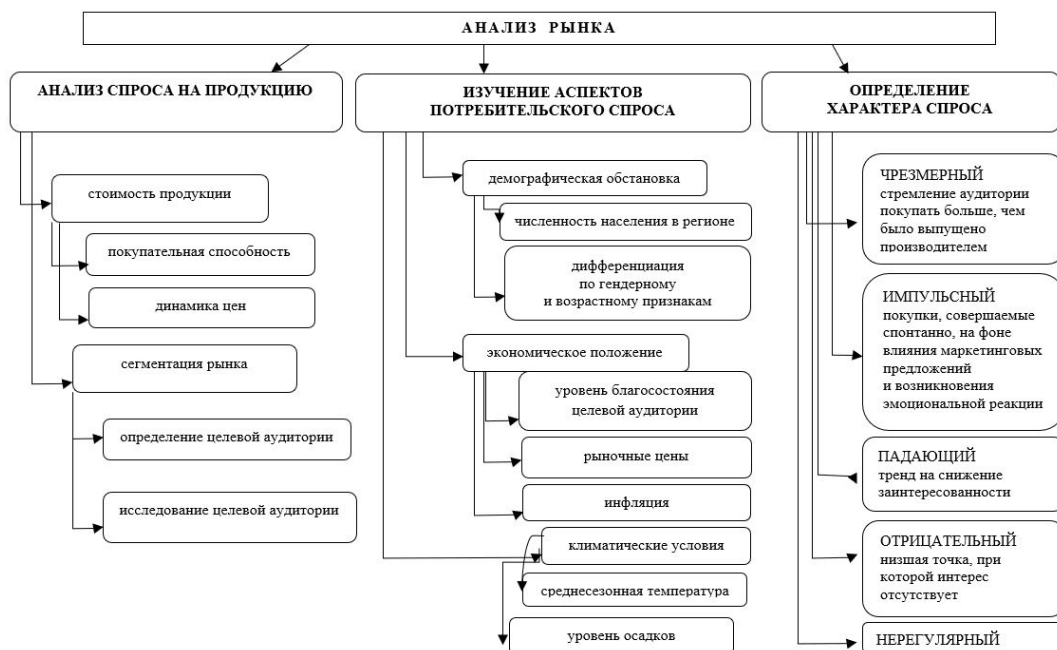 АНАЛИЗ РЫНКА
АНАЛИЗ СПРОСА НА ПРОДУКЦИЮ
стоимость продукции
покупательная способность
динамика цен
сегментация рынка
определение целевой аудитории
исследование целевой аудитории
ИЗУЧЕНИЕ АСПЕКТОВ
ПОТРЕБИТЕЛЬСКОГО СПРОСА
демографическая обстановка
численность населения в регионе
дифференциация
по гендерному
и возрастному признакам
экономическое положение
уровень благосостояния
целевой аудитории
рыночные цены
инфляция
климатические условия
среднесезонная температура
уровень осадков
ОПРЕДЕЛЕНИЕ
ХАРАКТЕРА СПРОСА
ЧРЕЗМЕРНЫЙ
стремление аудитории
покупать больше, чем
было выпущено
производителем
ИМПУЛЬСНЫЙ
покупки, совершаемые
спонтанно, на фоне
влияния маркетинговых
предложений
и возникновения
эмоциональной реакции
ПАДАЮЩИЙ
тренд на снижение
заинтересованности
ОТРИЦАТЕЛЬНЫЙ
низшая точка, при
которой интерес
отсутствует
НЕРЕГУЛЯРНЫЙ